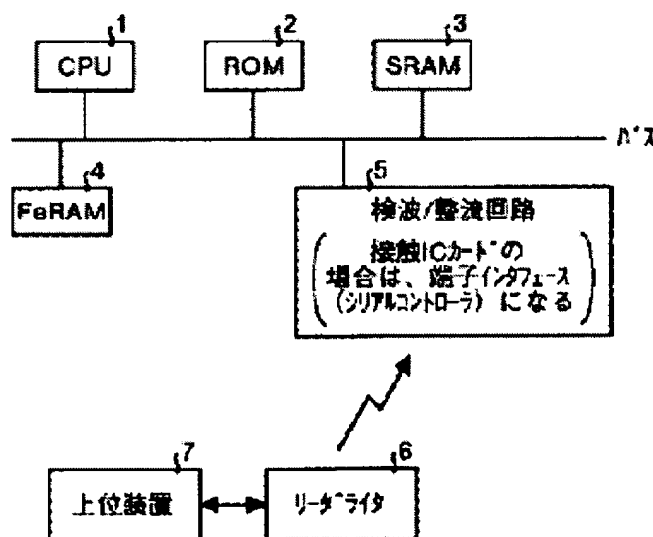 1
CPU
2
ROM
3
SRAM
バス
4
FeRAM
5
検波/整流回路
接触ICカードの
場合は、端子インタフェース
(シリアルコントローラ)になる
7
上位装置
6
リーダライタ